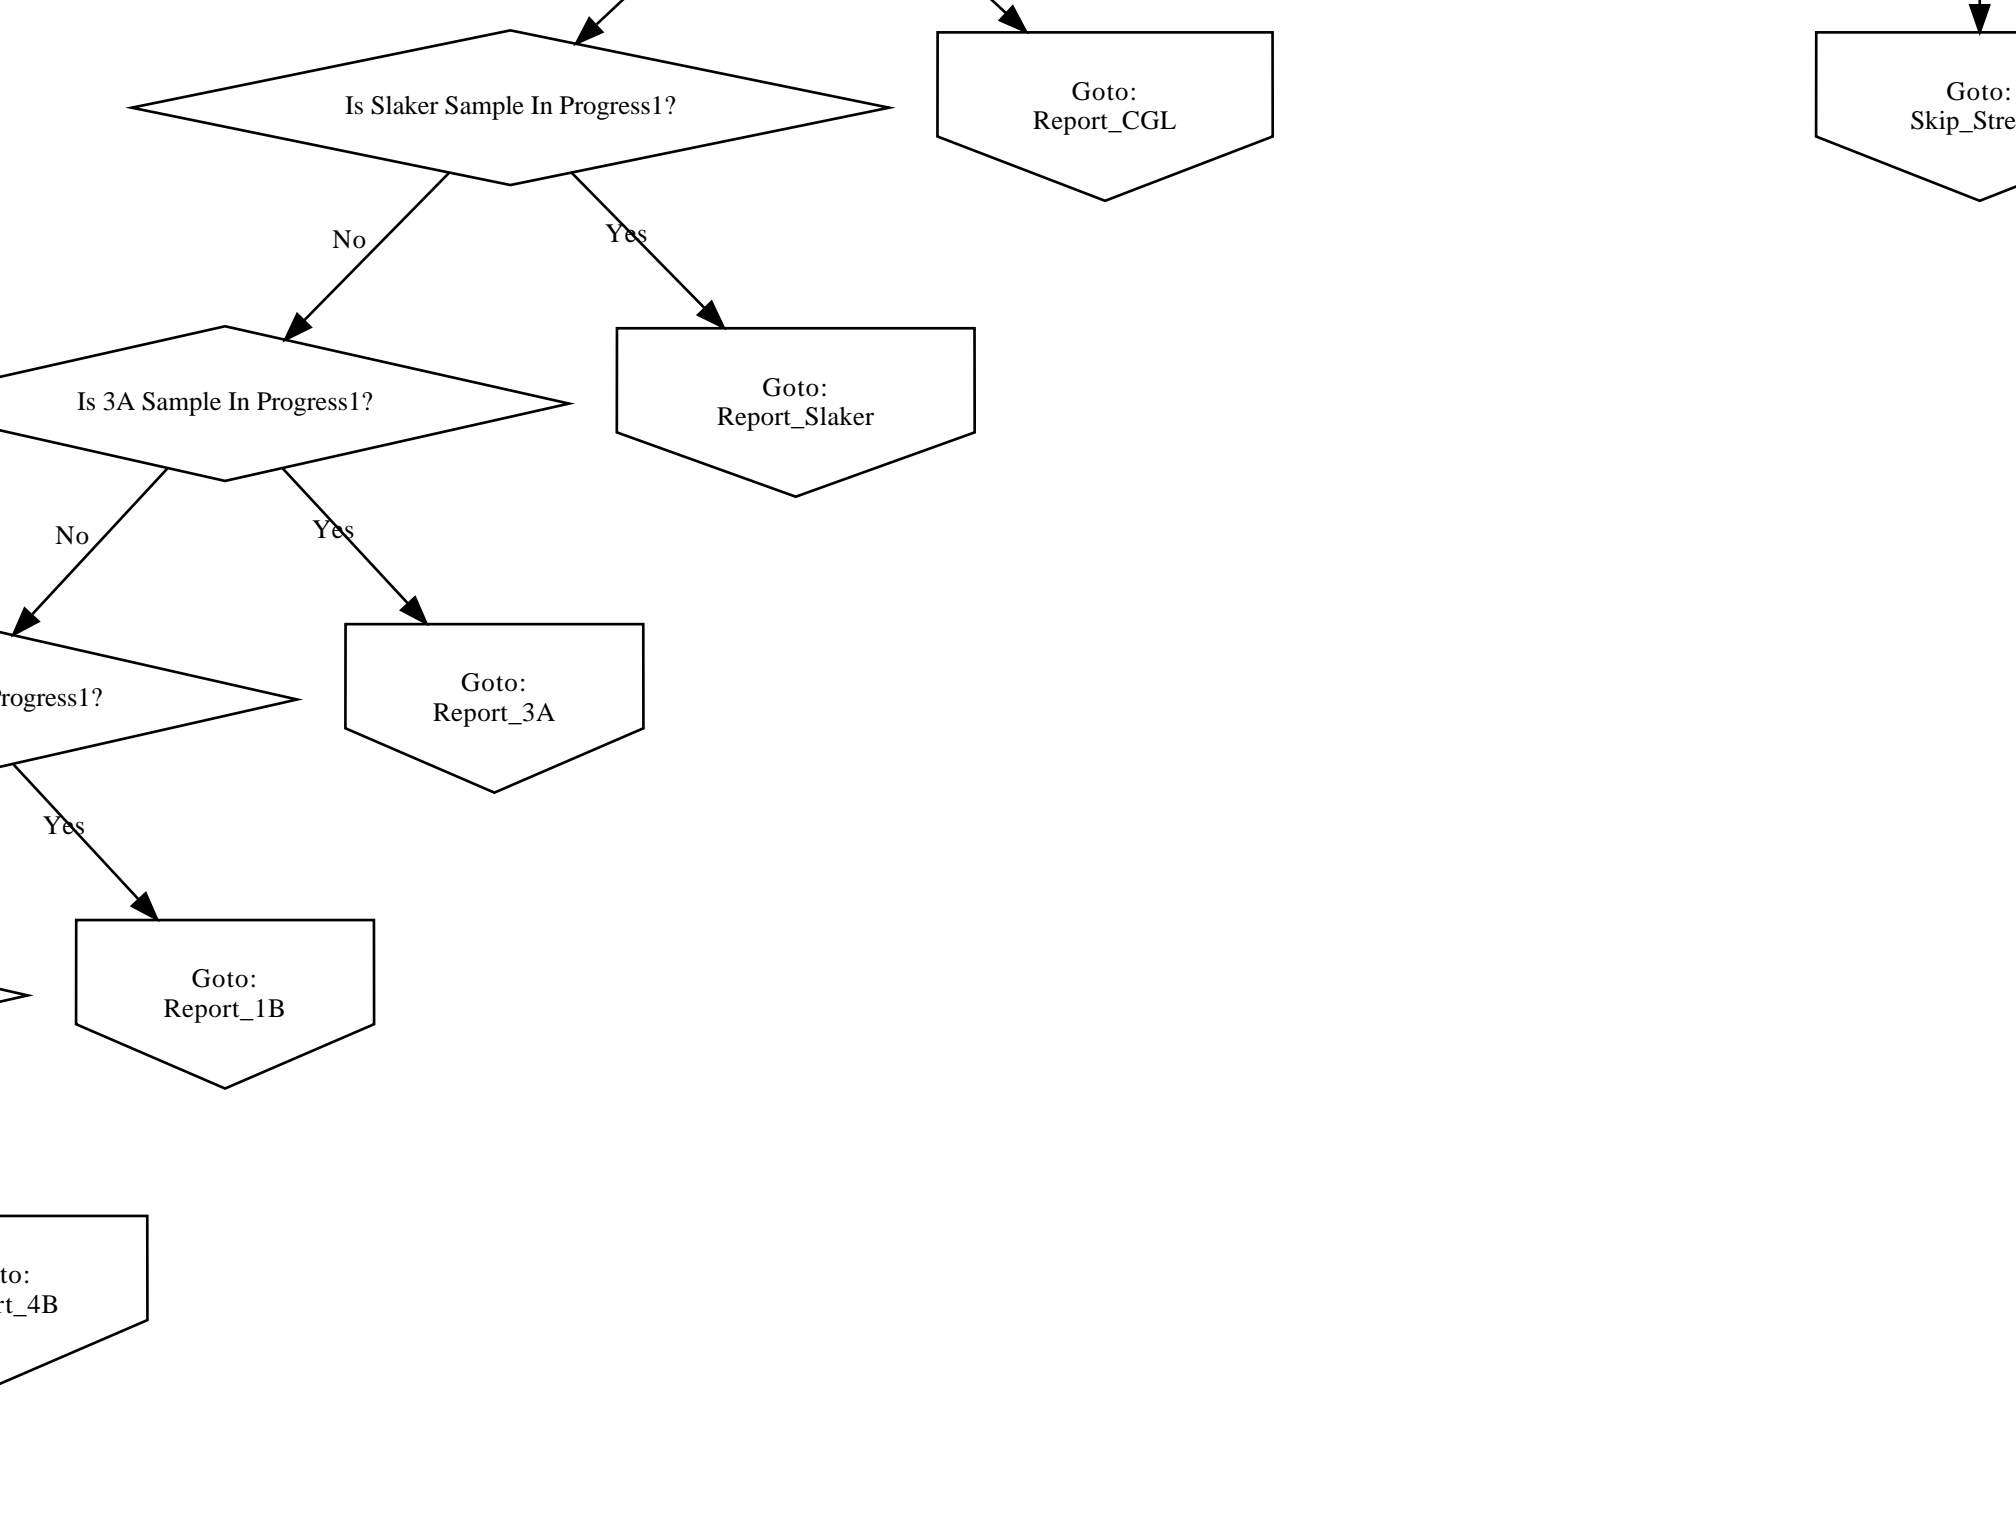 Is Slaker Sample In Progress1?
Goto:
Report_CGL
Goto:
No
Yes
Is 3A Sample In Progress1?
Goto:
Report_Slaker
No
Yes
Goto:
Report_3A
Yes
Goto:
Report_1B